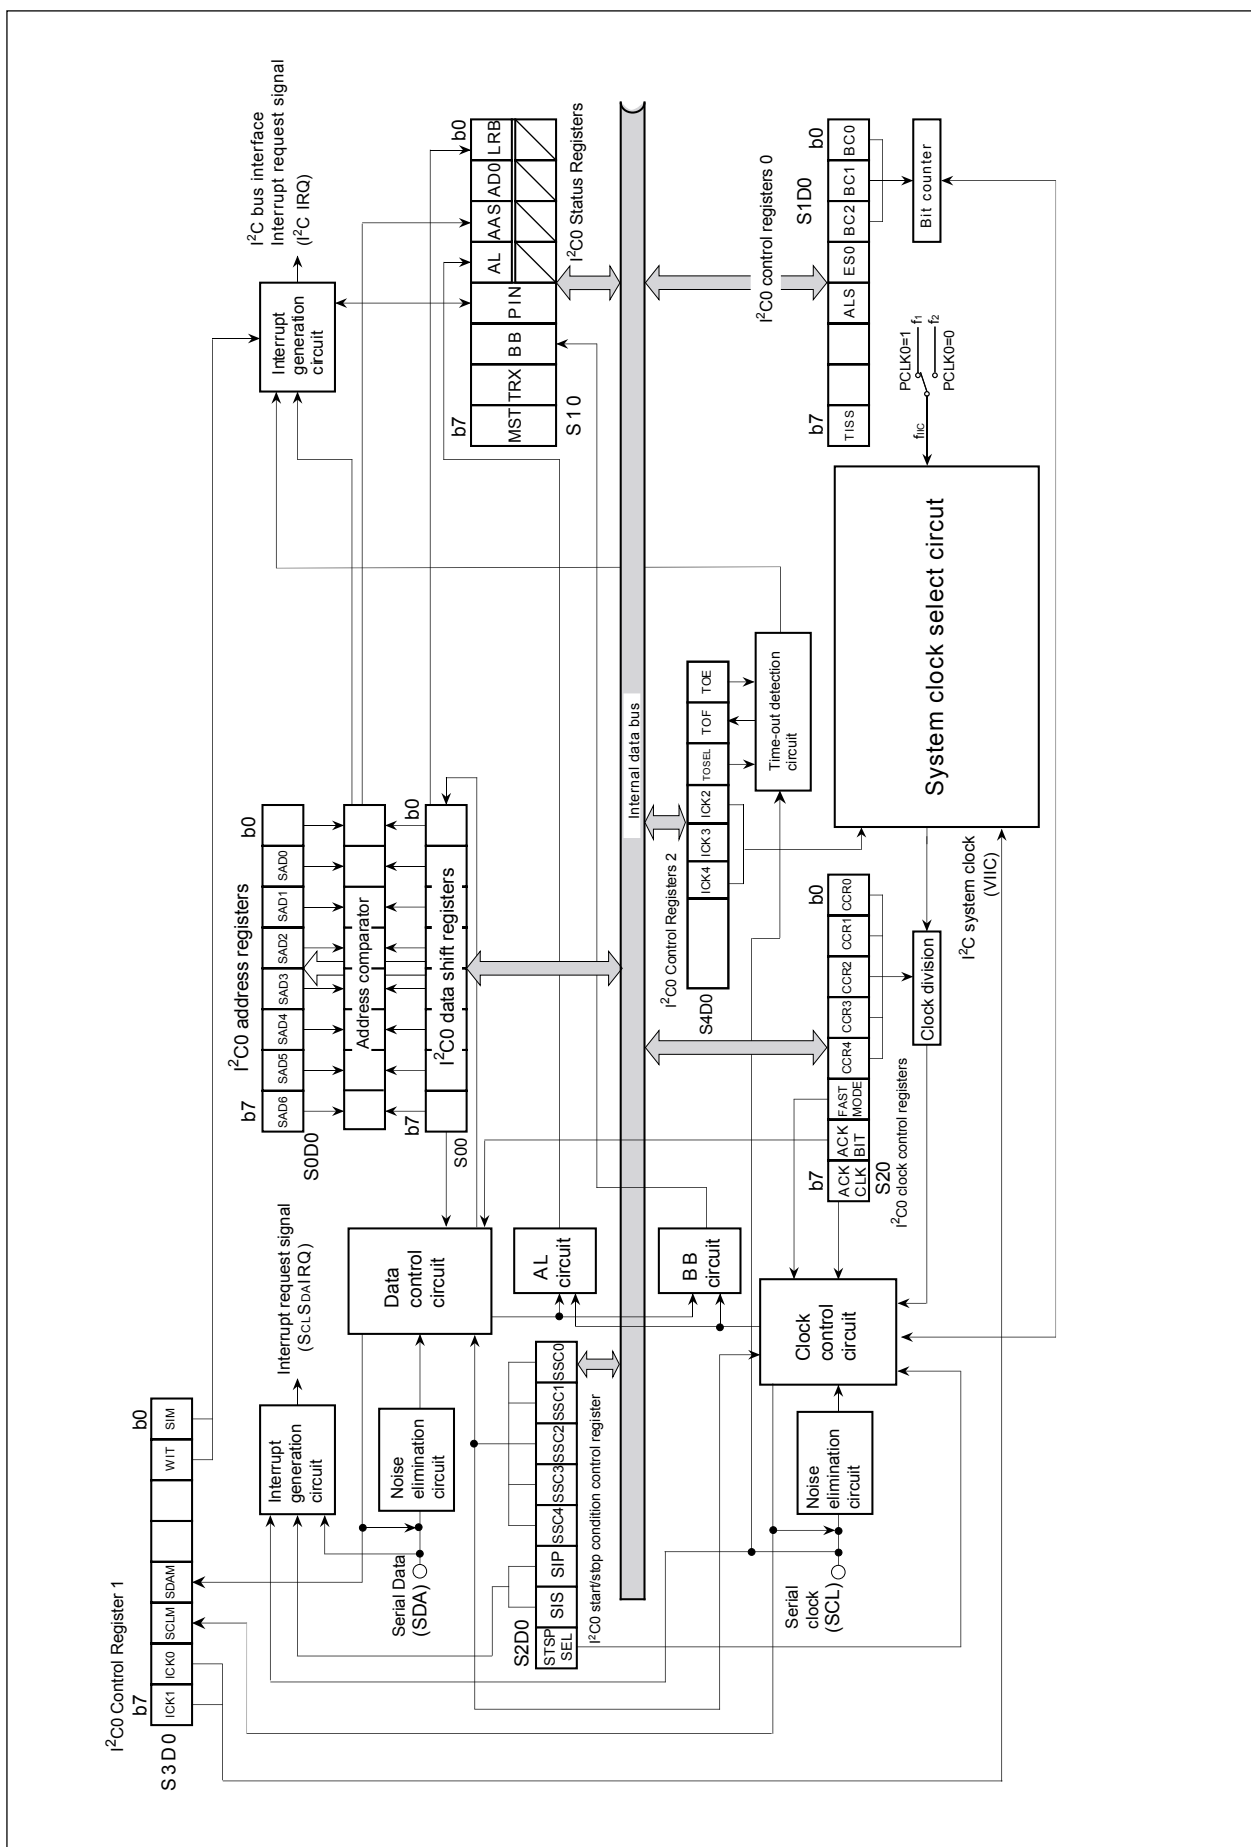 I²C0 Control Register 1
S3D0
b7
b0
ICK1
ICK0
SCLM
SDAM
WIT
SIM
Interrupt
generation
circuit
Interrupt request signal
(SCLSDAIRQ)
I²C0 address registers
b7
b0
SAD6
SAD5
SAD4
SAD3
SAD2
SAD1
SAD0
S0D0
Address comparator
b7
b0
I²C0 data shift registers
S00
Interrupt
generation
circuit
I²C bus interface
Interrupt request signal
(I²C IRQ)
Serial Data
(SDA)
Noise
elimination
circuit
Data
control
circuit
AL
circuit
b7
b0
MST
TRX
BB
PIN
AL
AAS
AD0
LRB
S10
I²C0 Status Registers
S2D0
STSP
SEL
SIS
SIP
SSC4
SSC3
SSC2
SSC1
SSC0
I²C0 start/stop condition control register
Internal data bus
BB
circuit
I²C0 Control Registers 2
S4D0
ICK4
ICK3
ICK2
TOSEL
TOF
TOE
Time-out detection
circuit
Serial
clock
(SCL)
Noise
elimination
circuit
Clock
control
circuit
b7
b0
ACK
CLK
ACK
BIT
FAST
MODE
CCR4
CCR3
CCR2
CCR1
CCR0
S20
I²C0 clock control registers
Clock division
I²C system clock
(VIIC)
System clock select circut
fIIC
PCLK0=1
f1
f2
PCLK0=0
I²C0 control registers 0
S1D0
b7
b0
TISS
ALS
ES0
BC2
BC1
BC0
Bit counter